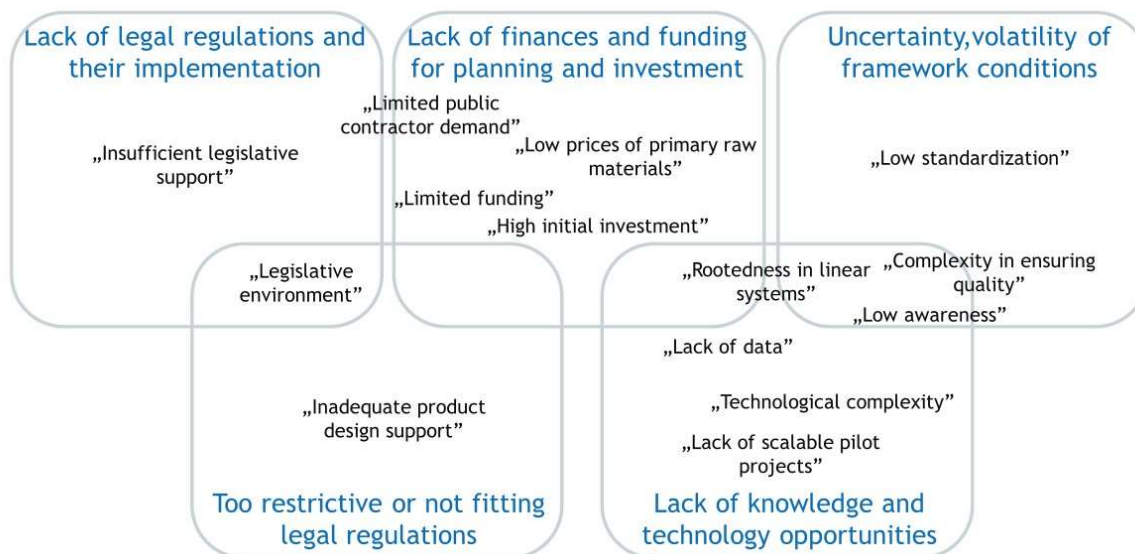 Lack of legal regulations and
their implementation
Lack of finances and funding
for planning and investment
Uncertainty,volatility of
framework conditions
„Limited public
contractor demand”
„Insufficient legislative
support”
„Low prices of primary raw
materials”
„Low standardization”
„Limited funding”
„High initial investment”
„Legislative
environment”
„Rootedness in linear
systems”
„Complexity in ensuring
quality”
„Low awareness”
„Lack of data”
„Inadequate product
design support”
„Technological complexity”
„Lack of scalable pilot
projects”
Too restrictive or not fitting
legal regulations
Lack of knowledge and
technology opportunities